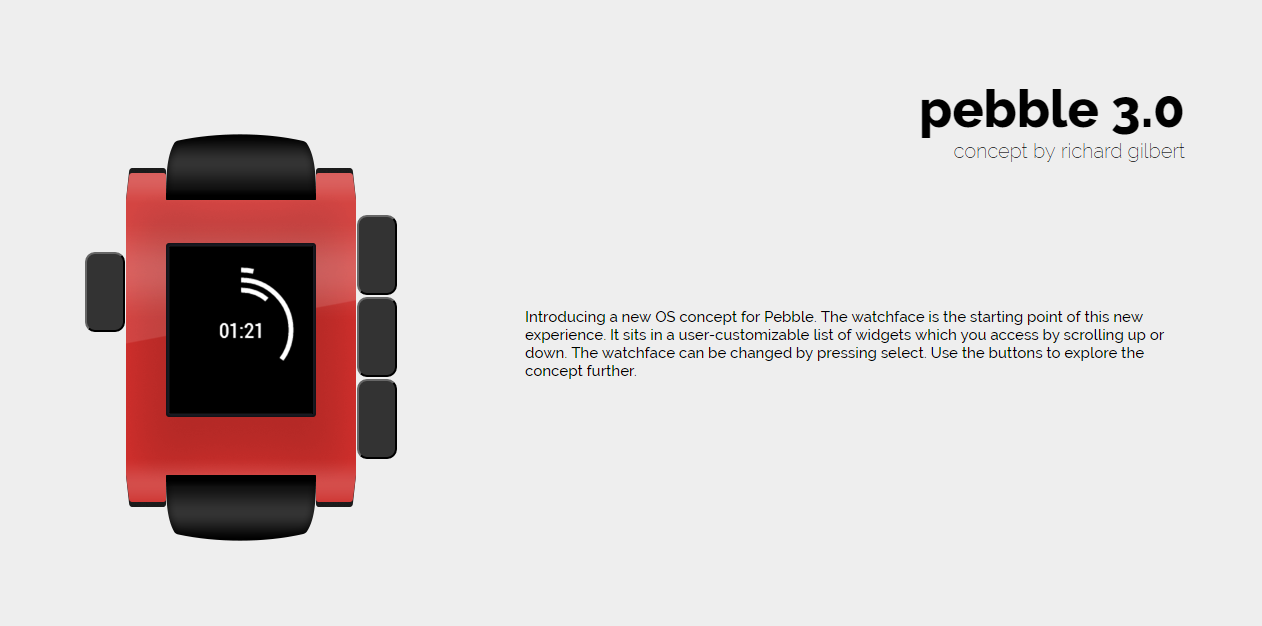 pebble 3.0
concept by richard gilbert
01:21
Introducing a new OS concept for Pebble. The watchface is the starting point of this new
experience. It sits in a user-customizable list of widgets which you access by scrolling up or
down. The watchface can be changed by pressing select. Use the buttons to explore the
concept further.